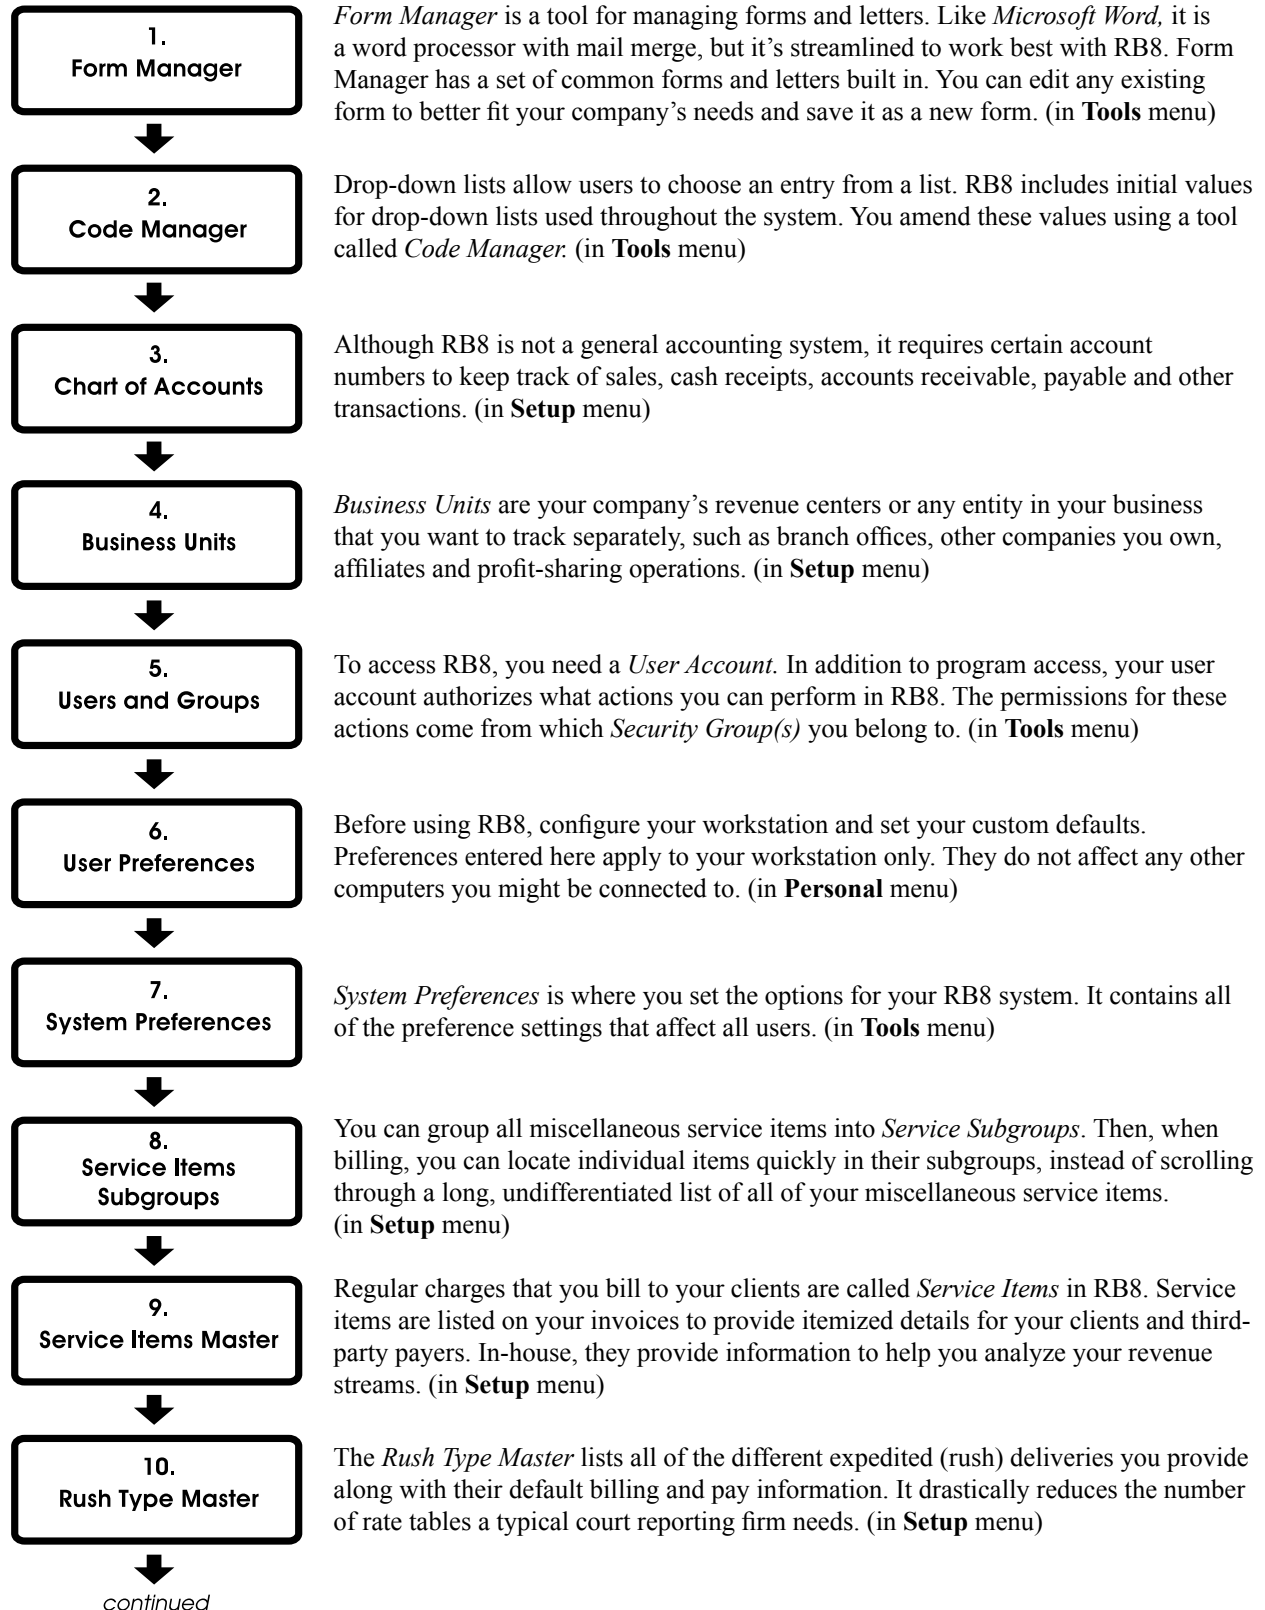 1.
Form Manager
Form Manager is a tool for managing forms and letters. Like Microsoft Word, it is
a word processor with mail merge, but it’s streamlined to work best with RB8. Form
Manager has a set of common forms and letters built in. You can edit any existing
form to better fit your company’s needs and save it as a new form. (in Tools menu)
2.
Code Manager
Drop-down lists allow users to choose an entry from a list. RB8 includes initial values
for drop-down lists used throughout the system. You amend these values using a tool
called Code Manager. (in Tools menu)
3.
Chart of Accounts
Although RB8 is not a general accounting system, it requires certain account
numbers to keep track of sales, cash receipts, accounts receivable, payable and other
transactions. (in Setup menu)
4.
Business Units
Business Units are your company’s revenue centers or any entity in your business
that you want to track separately, such as branch offices, other companies you own,
affiliates and profit-sharing operations. (in Setup menu)
5.
Users and Groups
To access RB8, you need a User Account. In addition to program access, your user
account authorizes what actions you can perform in RB8. The permissions for these
actions come from which Security Group(s) you belong to. (in Tools menu)
6.
User Preferences
Before using RB8, configure your workstation and set your custom defaults.
Preferences entered here apply to your workstation only. They do not affect any other
computers you might be connected to. (in Personal menu)
7.
System Preferences
System Preferences is where you set the options for your RB8 system. It contains all
of the preference settings that affect all users. (in Tools menu)
8.
Service Items
Subgroups
You can group all miscellaneous service items into Service Subgroups. Then, when
billing, you can locate individual items quickly in their subgroups, instead of scrolling
through a long, undifferentiated list of all of your miscellaneous service items.
(in Setup menu)
9.
Service Items Master
Regular charges that you bill to your clients are called Service Items in RB8. Service
items are listed on your invoices to provide itemized details for your clients and third-
party payers. In-house, they provide information to help you analyze your revenue
streams. (in Setup menu)
10.
Rush Type Master
The Rush Type Master lists all of the different expedited (rush) deliveries you provide
along with their default billing and pay information. It drastically reduces the number
of rate tables a typical court reporting firm needs. (in Setup menu)
continued